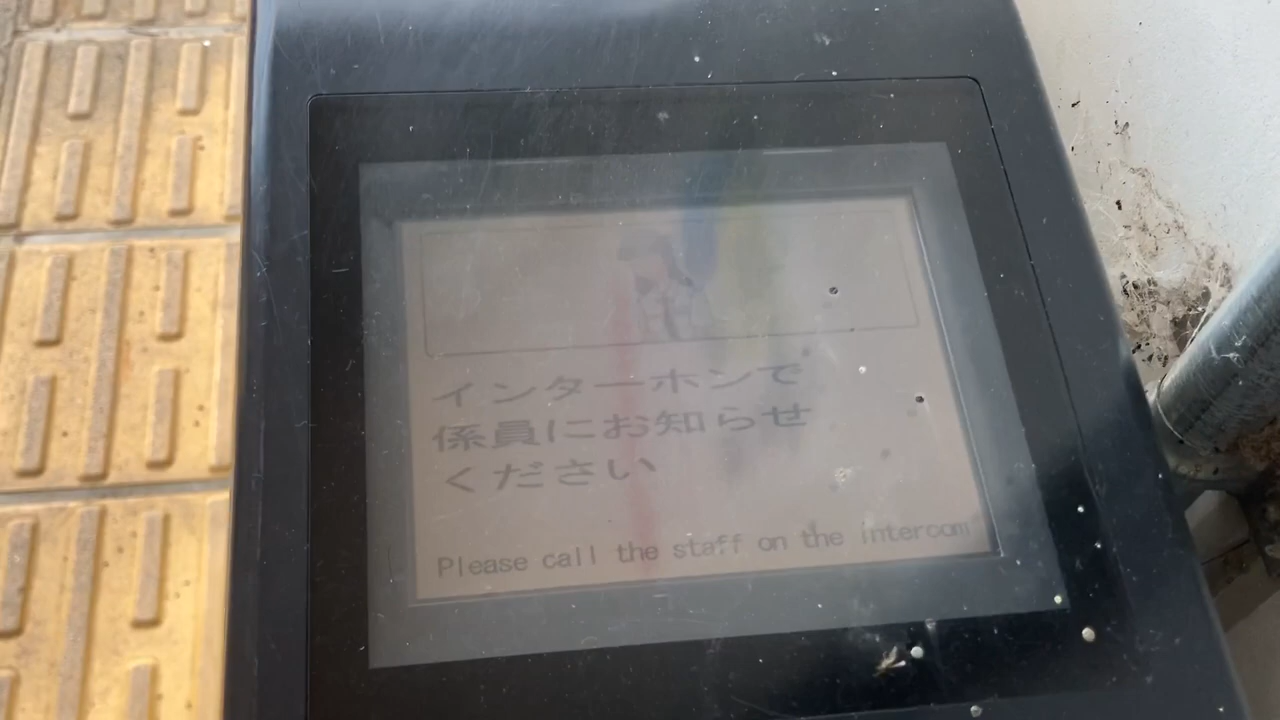 インターホンで
係員にお知らせ
ください
Please call the staff on the intercom